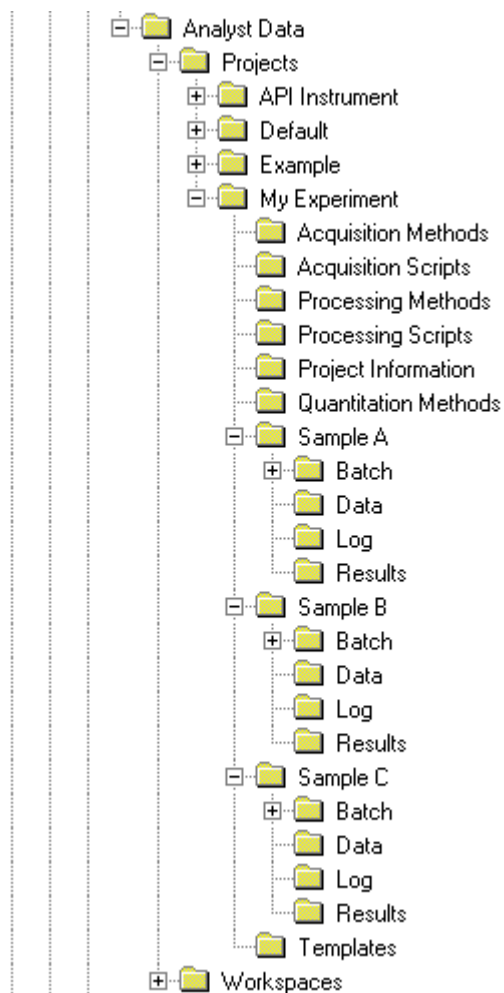 Analyst Data
Projects
API Instrument
Default
Example
My Experiment
Acquisition Methods
Acquisition Scripts
Processing Methods
Processing Scripts
Project Information
Quantitation Methods
Sample A
Batch
Data
Log
Results
Sample B
Batch
Data
Log
Results
Sample C
Batch
Data
Log
Results
Templates
Workspaces